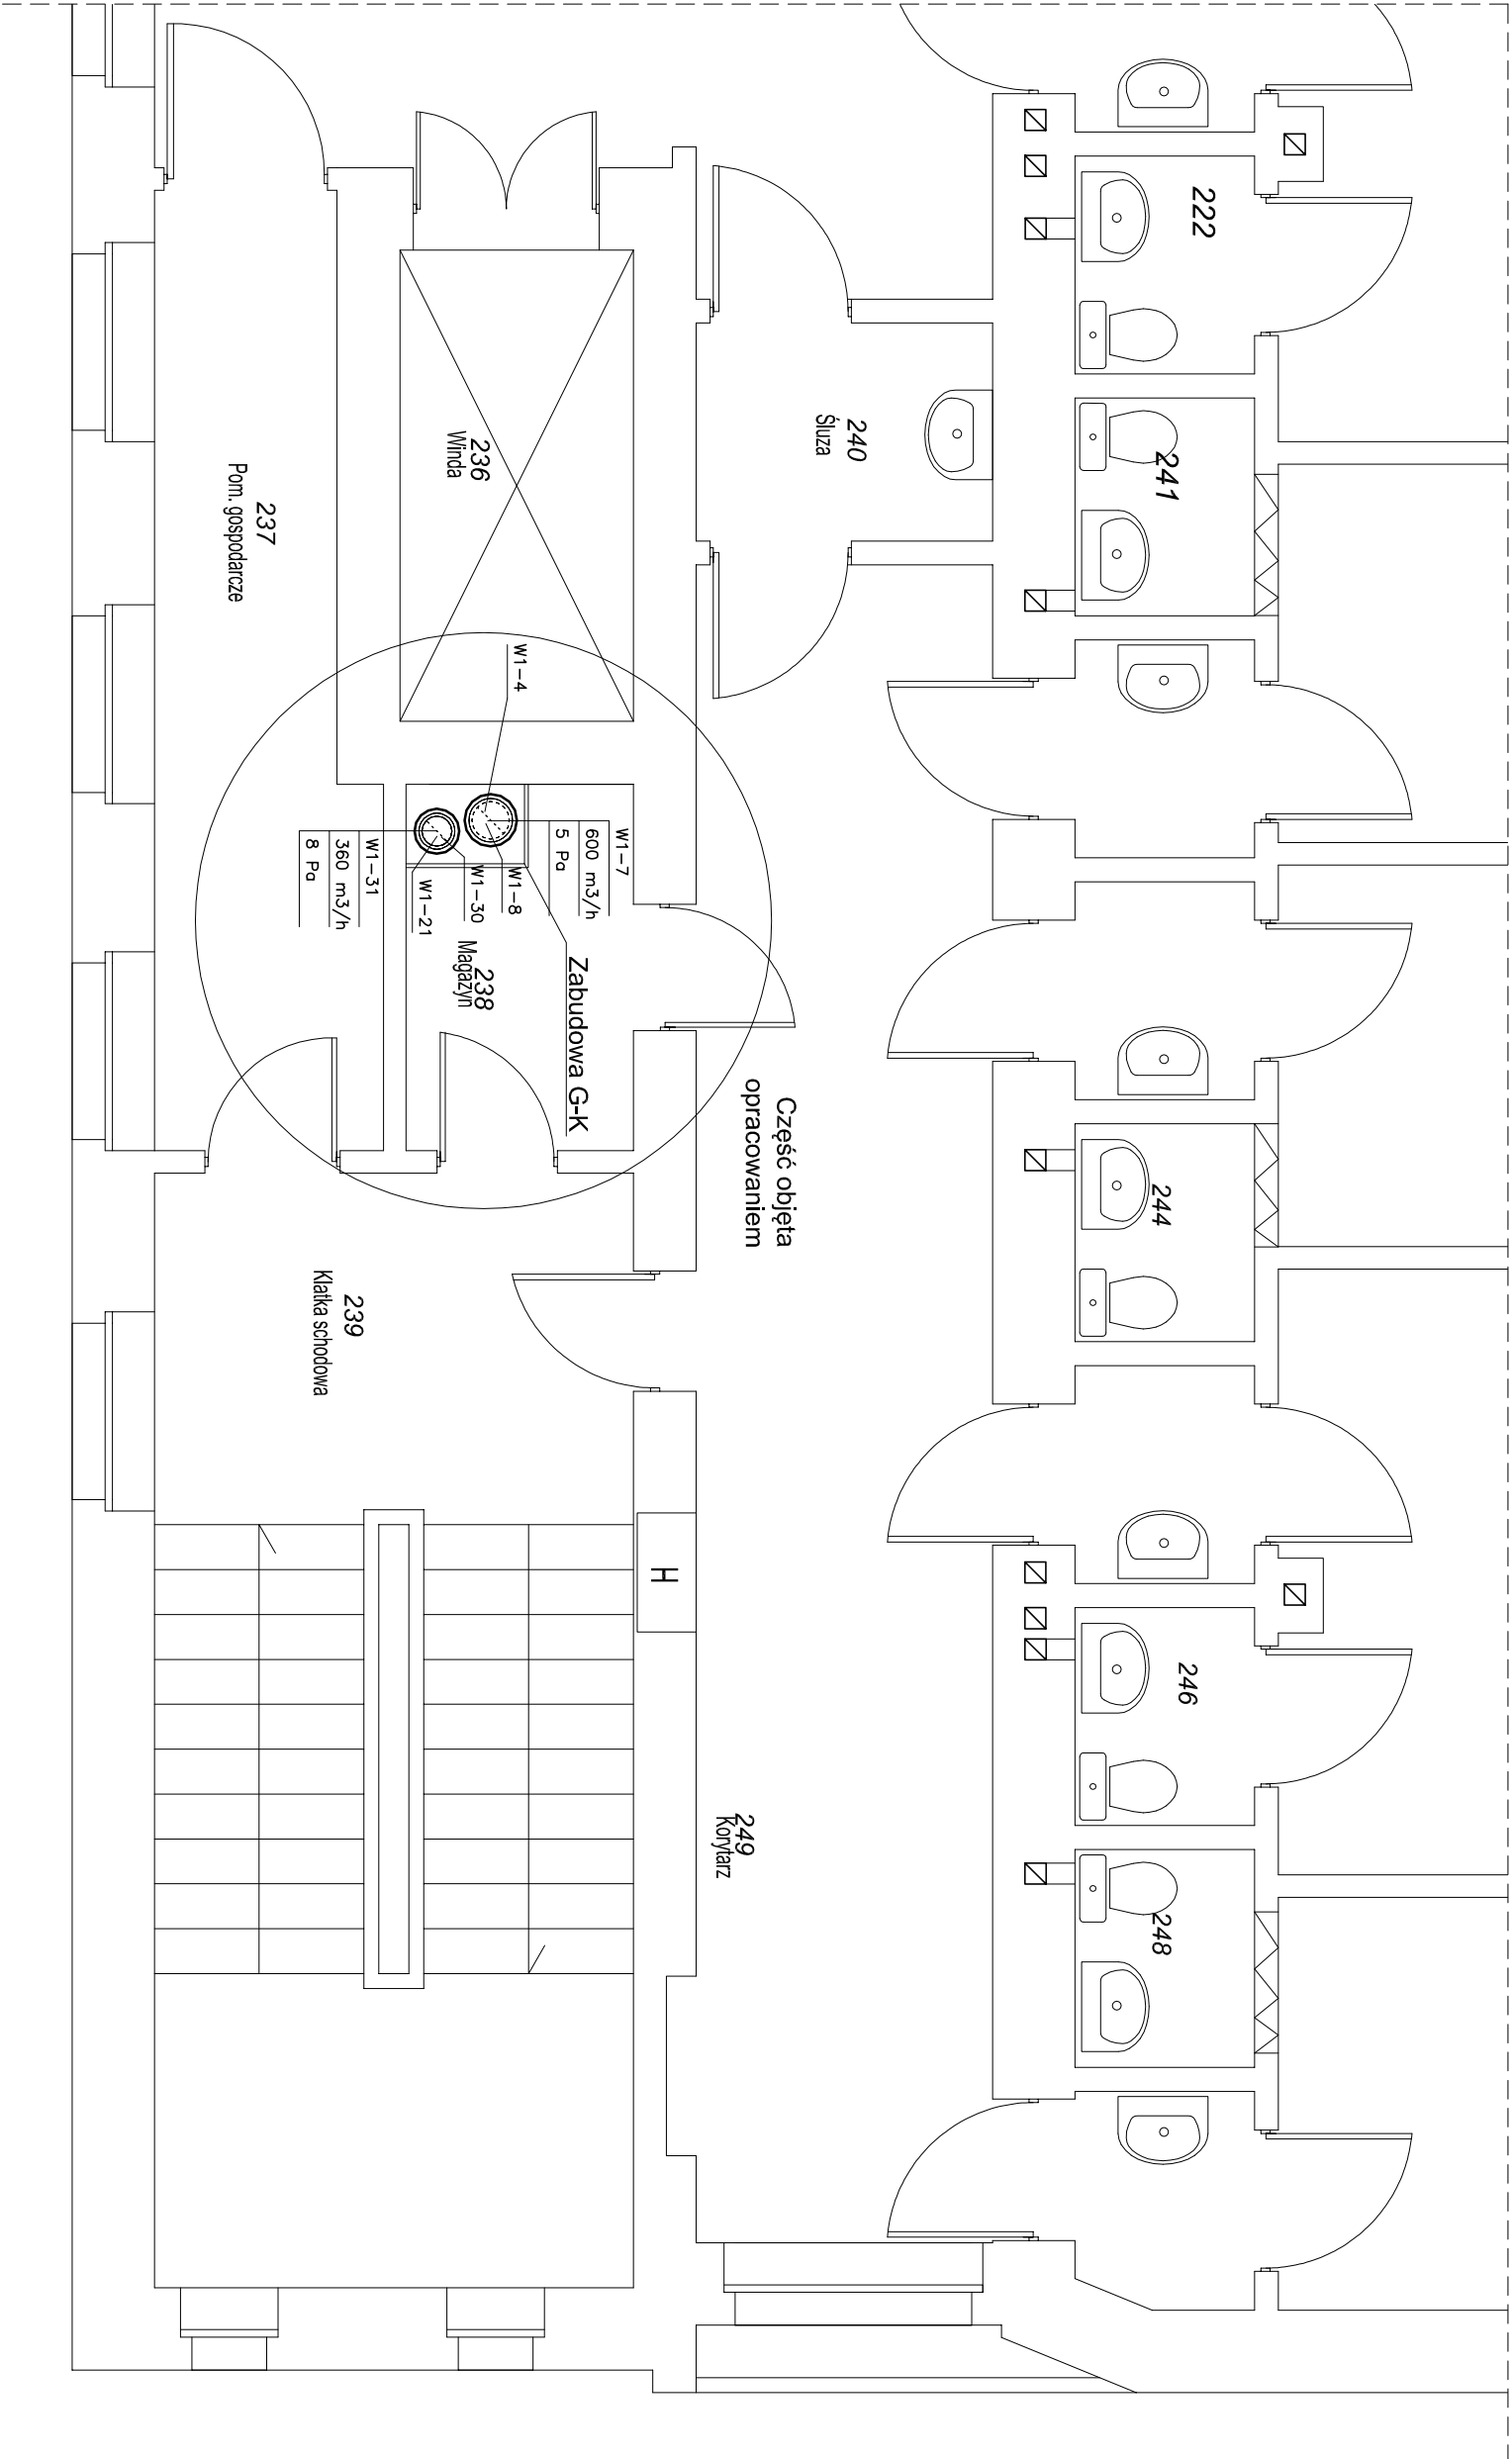 222
241
240
Śluza
236
Winda
237
Pom. gospodarcze
W1-4
W1-7
600 m3/h
5 Pa
W1-8
W1-30
W1-21
W1-31
360 m3/h
8 Pa
238
Magazyn
Zabudowa G-K
Część objęta
opracowaniem
244
239
Klatka schodowa
H
246
249
Korytarz
248